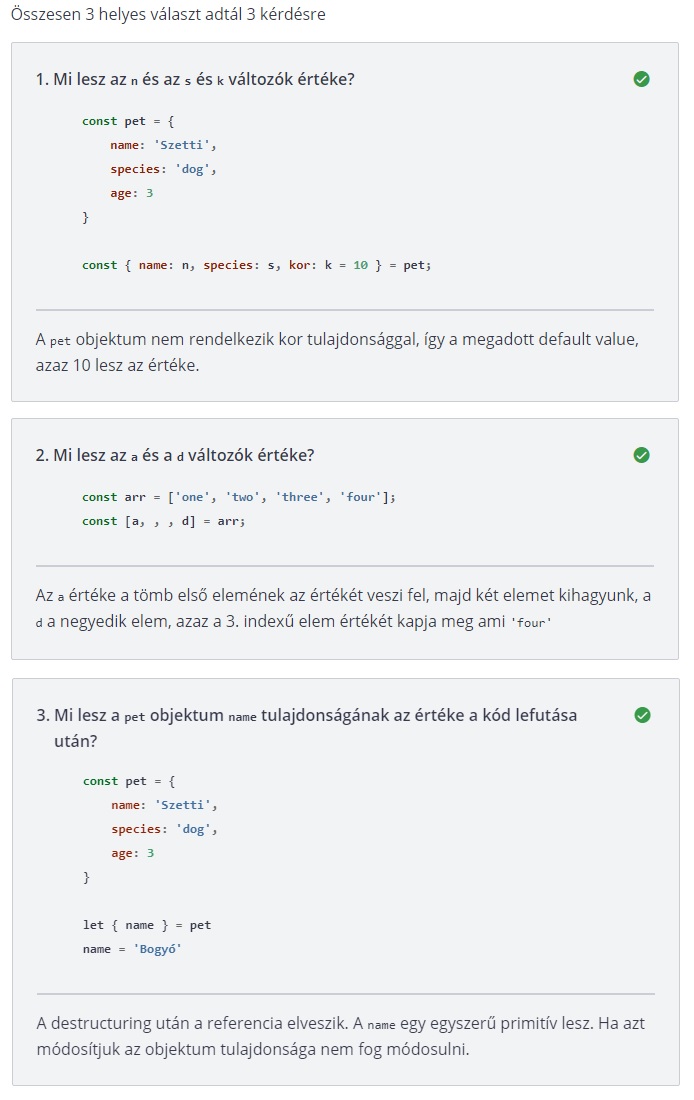 Összesen 3 helyes választ adtál 3 kérdésre
1. Mi lesz az n és az s és k változók értéke?
const pet = {
    name: 'Szetti',
    species: 'dog',
    age: 3
}
const { name: n, species: s, kor: k = 10 } = pet;
A pet objektum nem rendelkezik kor tulajdonsággal, így a megadott default value,
azaz 10 lesz az értéke.
2. Mi lesz az a és a d változók értéke?
const arr = ['one', 'two', 'three', 'four'];
const [a, , , d] = arr;
Az a értéke a tömb első elemének az értékét veszi fel, majd két elemet kihagyunk, a
d a negyedik elem, azaz a 3. indexű elem értékét kapja meg ami 'four'
3. Mi lesz a pet objektum name tulajdonságának az értéke a kód lefutása
után?
const pet = {
    name: 'Szetti',
    species: 'dog',
    age: 3
}
let { name } = pet
name = 'Bogyó'
A destructuring után a referencia elveszik. A name egy egyszerű primitív lesz. Ha azt
módosítjuk az objektum tulajdonsága nem fog módosulni.